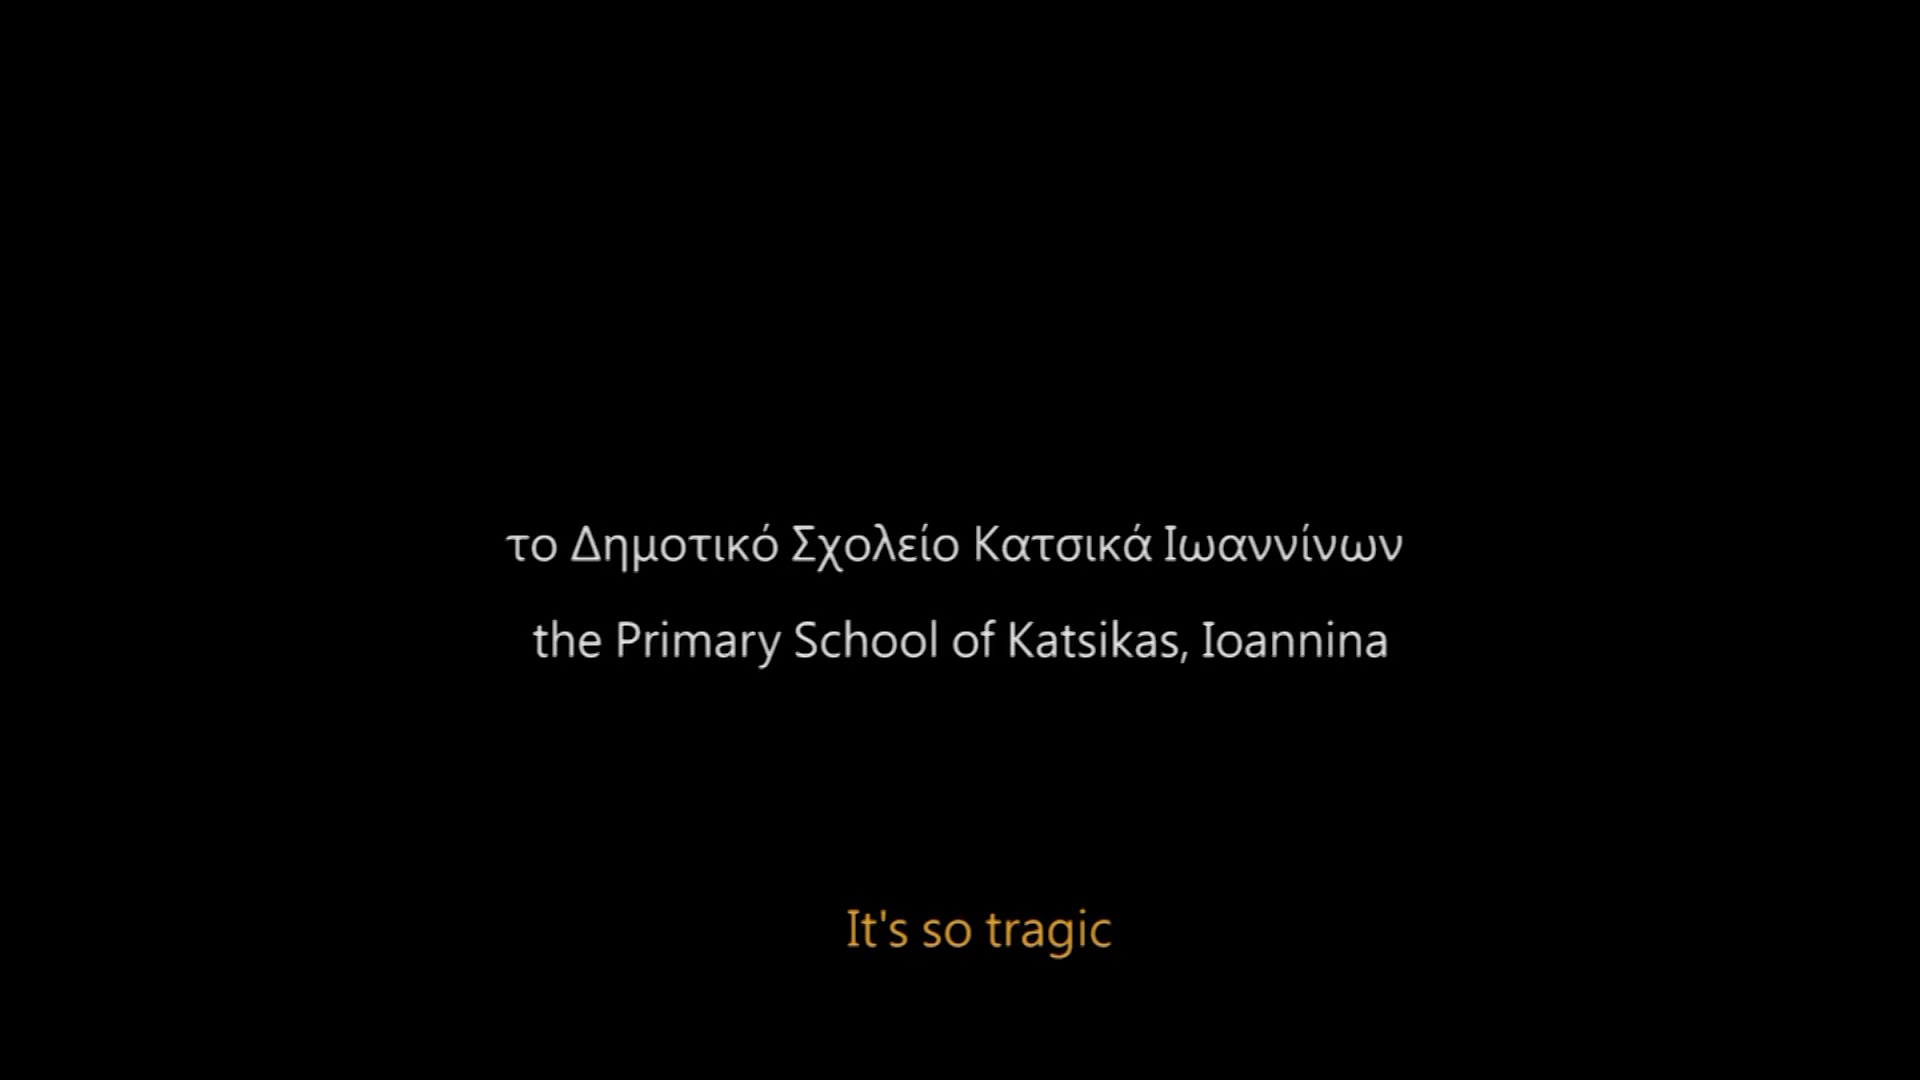 το Δημοτικό Σχολείο Κατσικά Ιωαννίνων
the Primary School of Katsikas, Ioannina
It's so tragic